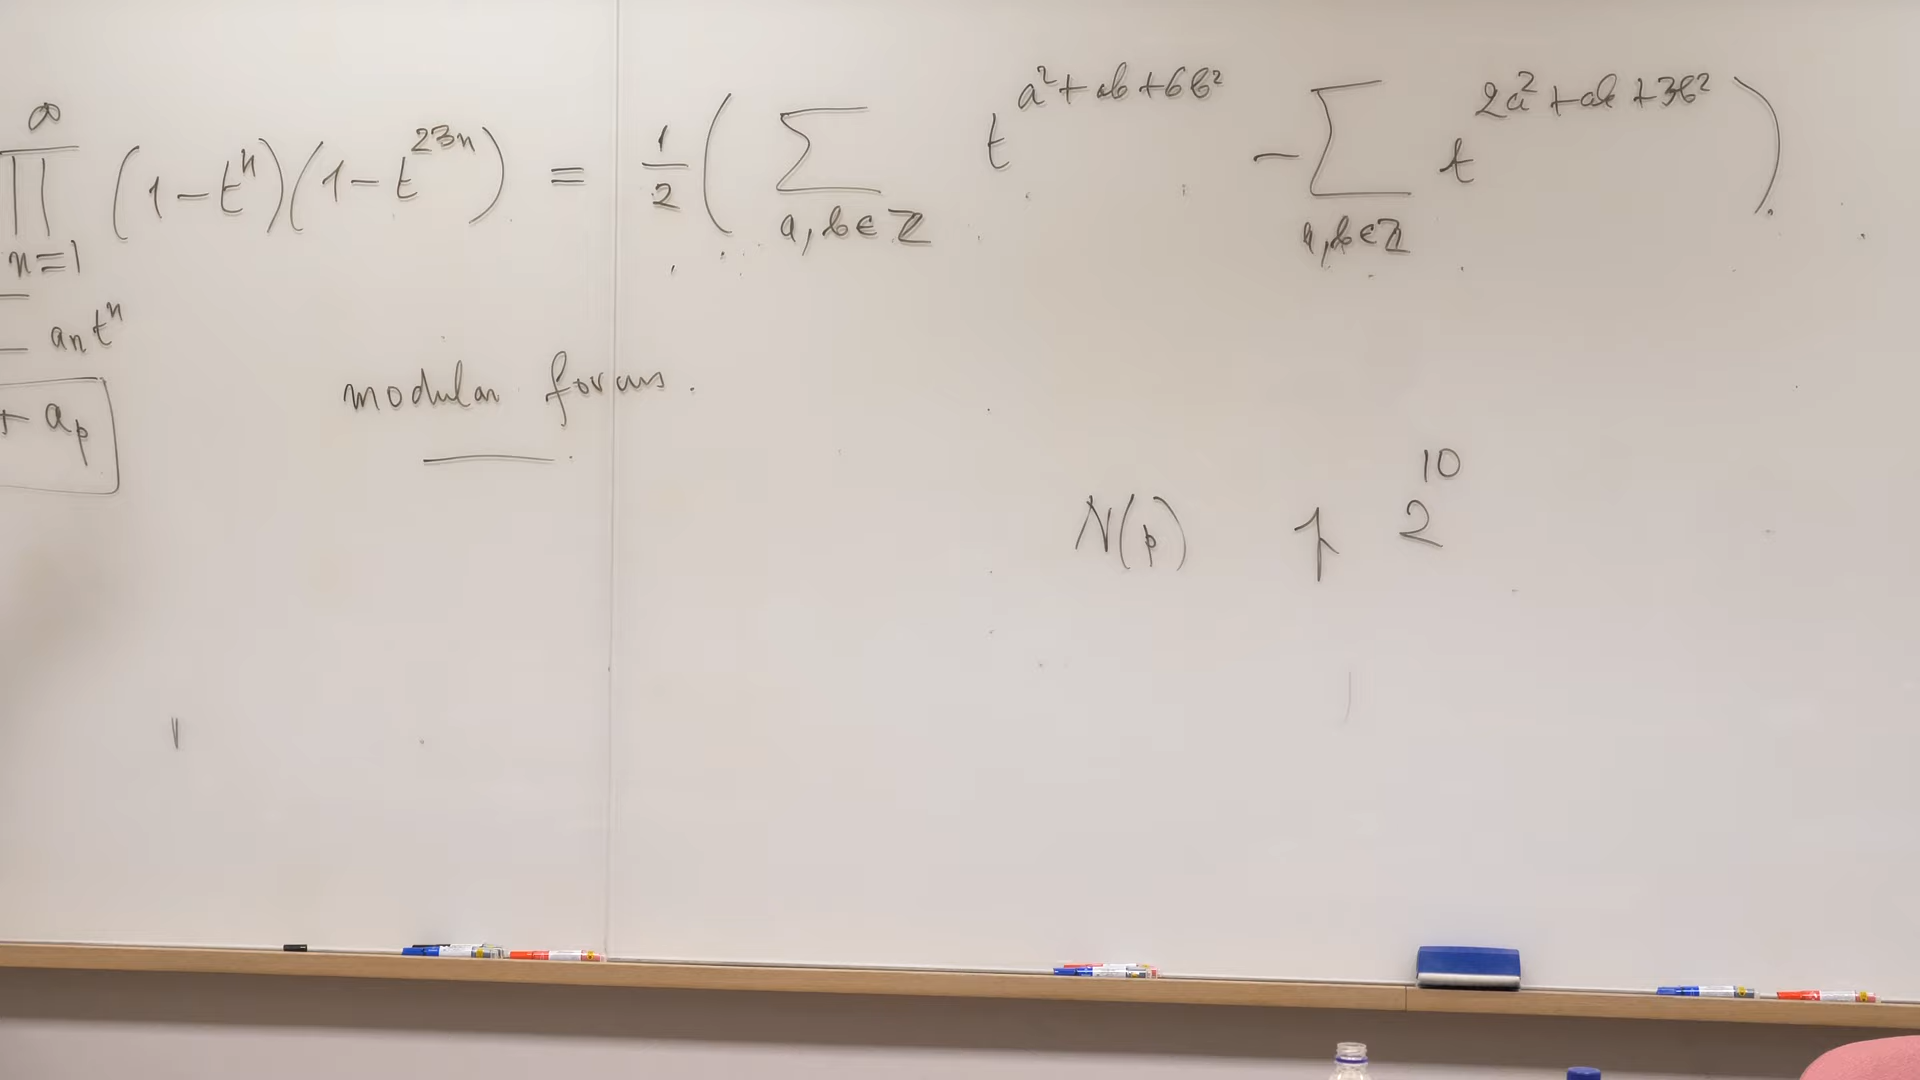 ∞
∏ (1-t^n)(1-t^{23n}) = 1/2 ( ∑ t^{a²+ab+6b²} - ∑ t^{2a²+ab+3b²} ).
n=1 a,b∈ℤ a,b∈ℤ
a_n t^n
modular forms.
+ a_p
N(p) p 2^{10}